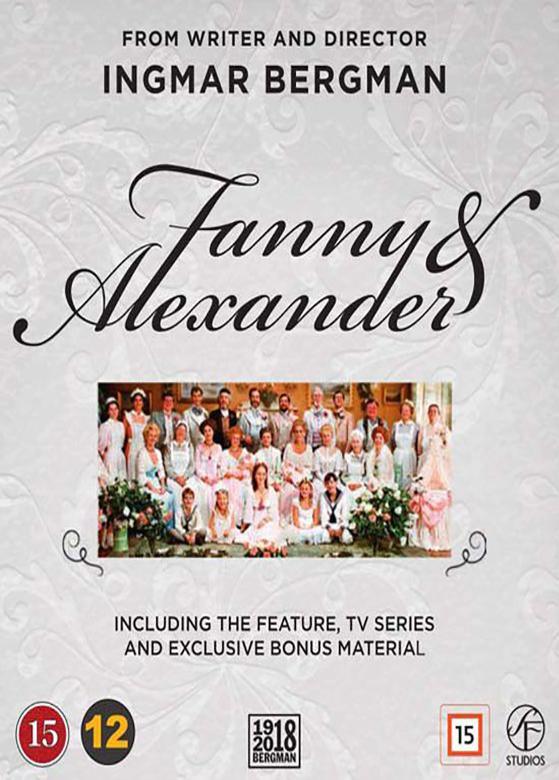 FROM WRITER AND DIRECTOR
INGMAR BERGMAN
Fanny &
Alexander
INCLUDING THE FEATURE, TV SERIES
AND EXCLUSIVE BONUS MATERIAL
15
12
1918
2018
BERGMAN
15
SF
STUDIOS